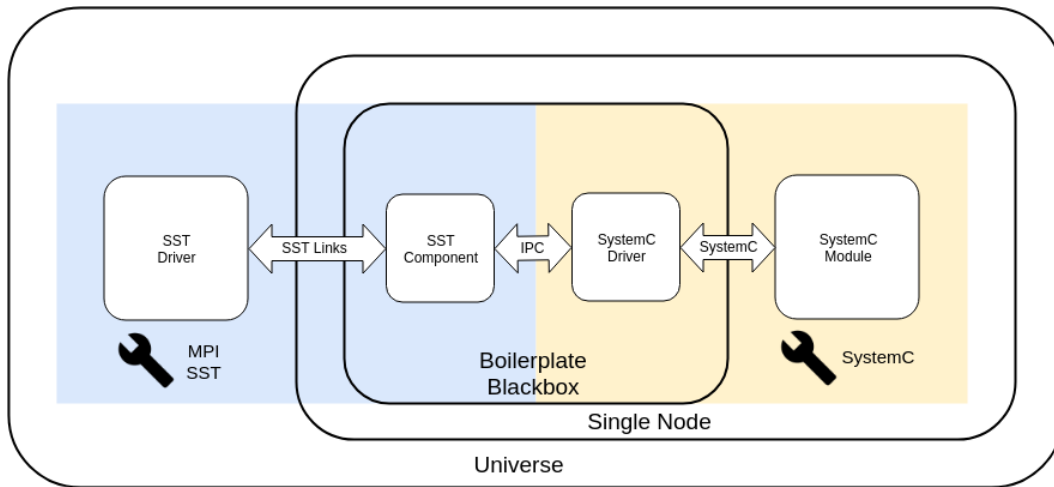 SST
Driver
SST Links
SST
Component
IPC
SystemC
Driver
SystemC
SystemC
Module
MPI
SST
Boilerplate
Blackbox
SystemC
Single Node
Universe